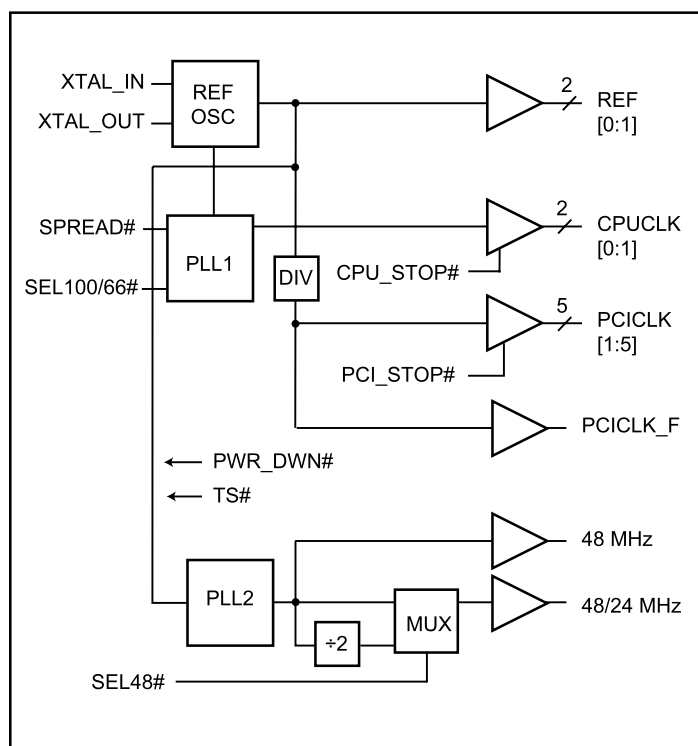 XTAL_IN
XTAL_OUT
REF
OSC
2
REF
[0:1]
SPREAD#
SEL100/66#
PLL1
2
CPUCLK
[0:1]
DIV
CPU_STOP#
5
PCICLK
[1:5]
PCI_STOP#
PCICLK_F
PWR_DWN#
TS#
48 MHz
PLL2
MUX
48/24 MHz
÷2
SEL48#